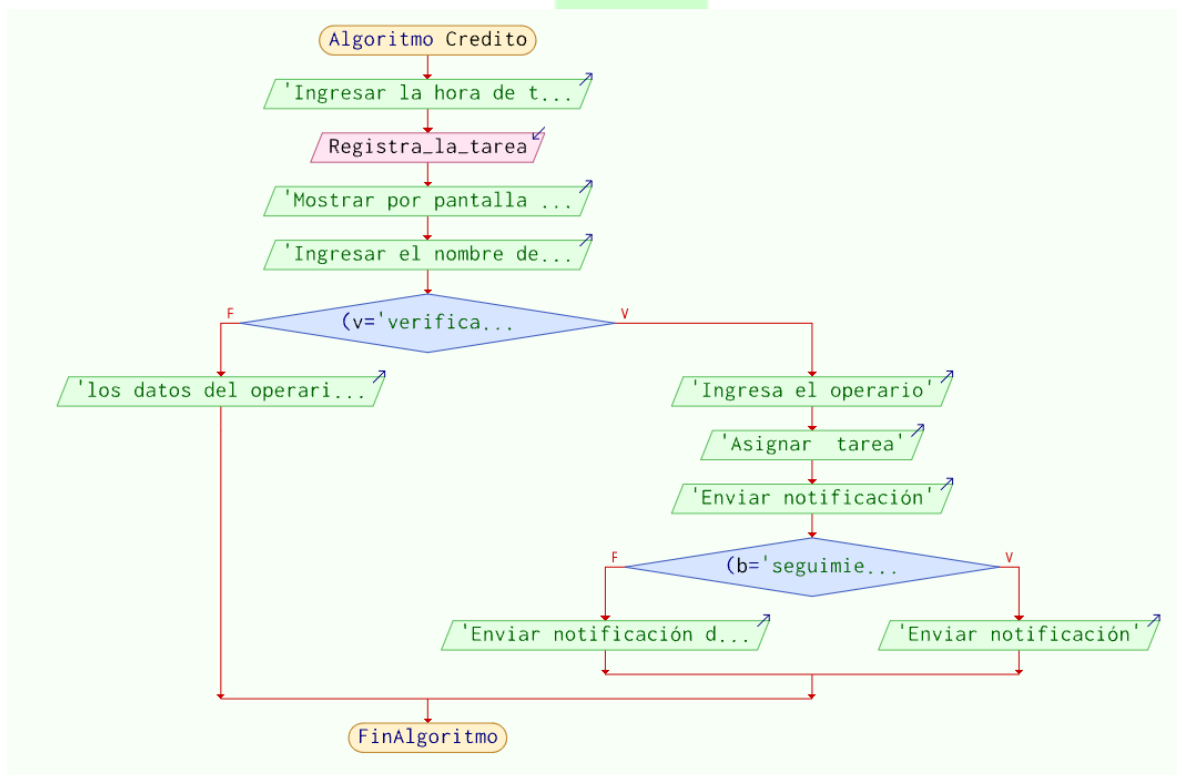 Algoritmo Credito
'Ingresar la hora de t...
Registra_la_tarea
'Mostrar por pantalla ...
'Ingresar el nombre de...
F
(v='verifica...
V
'los datos del operari...
'Ingresa el operario'
'Asignar  tarea'
'Enviar notificación'
F
(b='seguimie...
V
'Enviar notificación d...
'Enviar notificación'
FinAlgoritmo